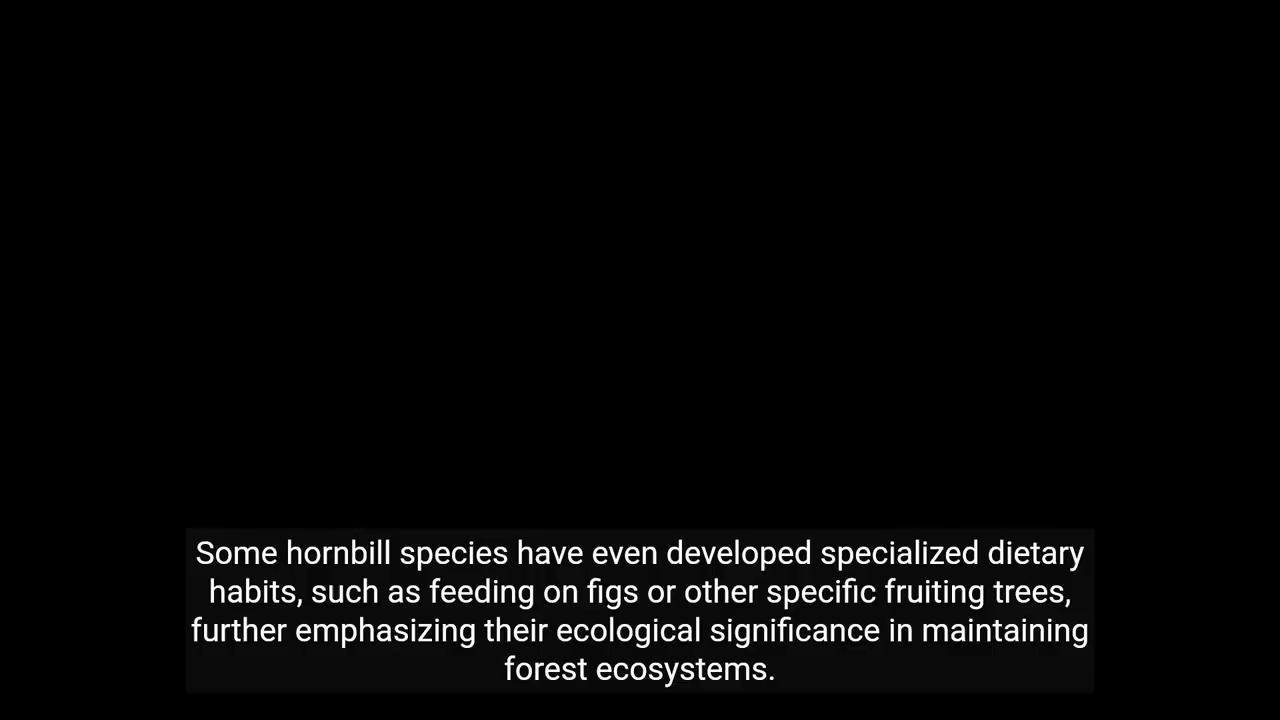 Some hornbill species have even developed specialized dietary
habits, such as feeding on figs or other specific fruiting trees,
further emphasizing their ecological significance in maintaining
forest ecosystems.